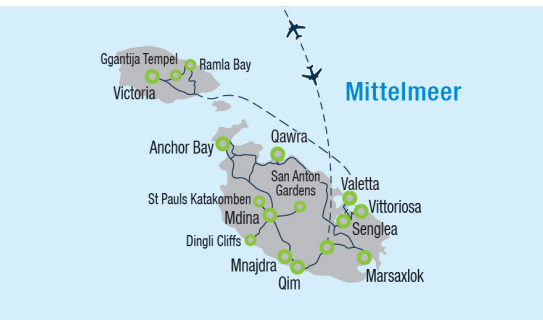 Ggantija Tempel
Ramla Bay
Victoria
Mittelmeer
Anchor Bay
Qawra
San Anton
Gardens
Valetta
St Pauls Katakomben
Vittoriosa
Mdina
Senglea
Dingli Cliffs
Mnajdra
Marsaxlok
Qim